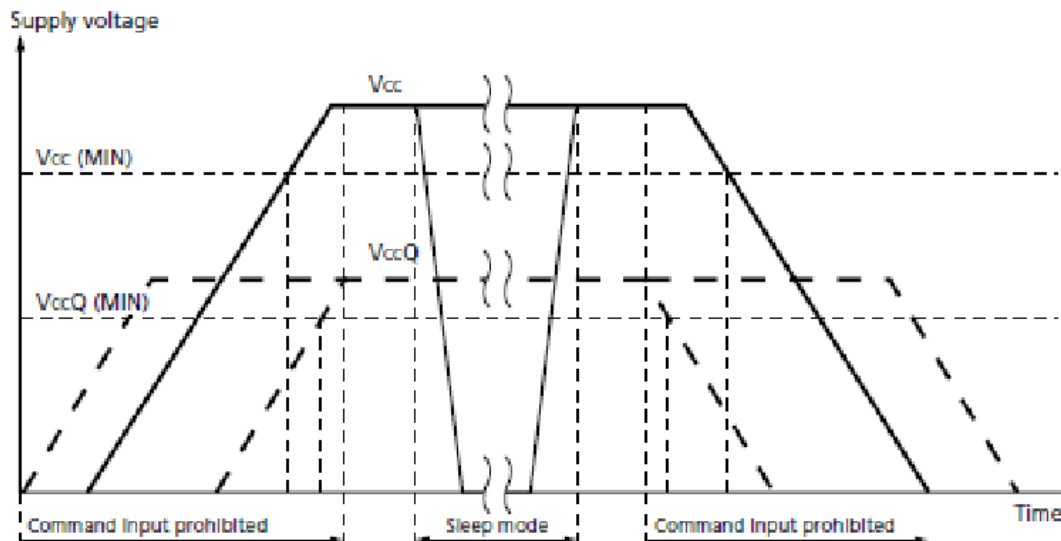 Supply voltage
Vcc
Vcc (MIN)
VccQ
VccQ (MIN)
Time
Command input prohibited
Sleep mode
Command input prohibited